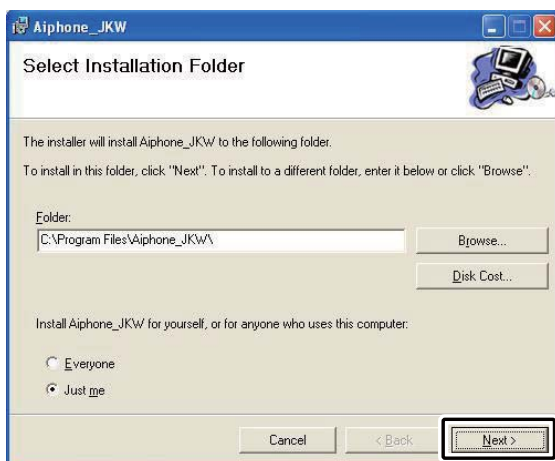 Aiphone_JKW
Select Installation Folder
The installer will install Aiphone_JKW to the following folder.
To install in this folder, click "Next". To install to a different folder, enter it below or click "Browse".
Folder:
C:\Program Files\Aiphone_JKW\
Browse...
Disk Cost...
Install Aiphone_JKW for yourself, or for anyone who uses this computer:
Everyone
Just me
Cancel
< Back
Next >